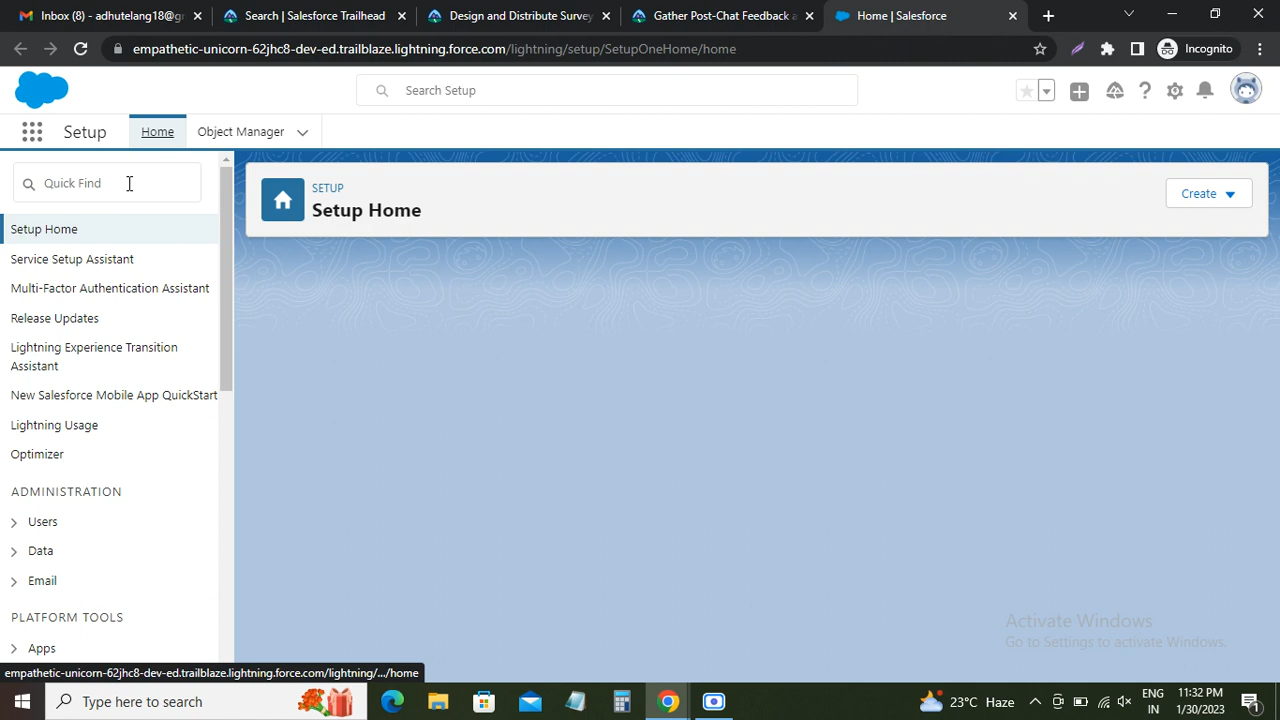 Inbox (8) - adhutelang18@gr
Search | Salesforce Trailhead
Design and Distribute Survey
Gather Post-Chat Feedback a
Home | Salesforce
empathetic-unicorn-62jhc8-dev-ed.trailblaze.lightning.force.com/lightning/setup/SetupOneHome/home
Incognito
Search Setup
Setup
Home
Object Manager
Quick Find
SETUP
Setup Home
Create
Setup Home
Service Setup Assistant
Multi-Factor Authentication Assistant
Release Updates
Lightning Experience Transition
Assistant
New Salesforce Mobile App QuickStart
Lightning Usage
Optimizer
ADMINISTRATION
Users
Data
Email
PLATFORM TOOLS
Apps
Activate Windows
Go to Settings to activate Windows.
empathetic-unicorn-62jhc8-dev-ed.trailblaze.lightning.force.com/lightning/.../home
Type here to search
23°C Haze
ENG
IN
11:32 PM
1/30/2023
1